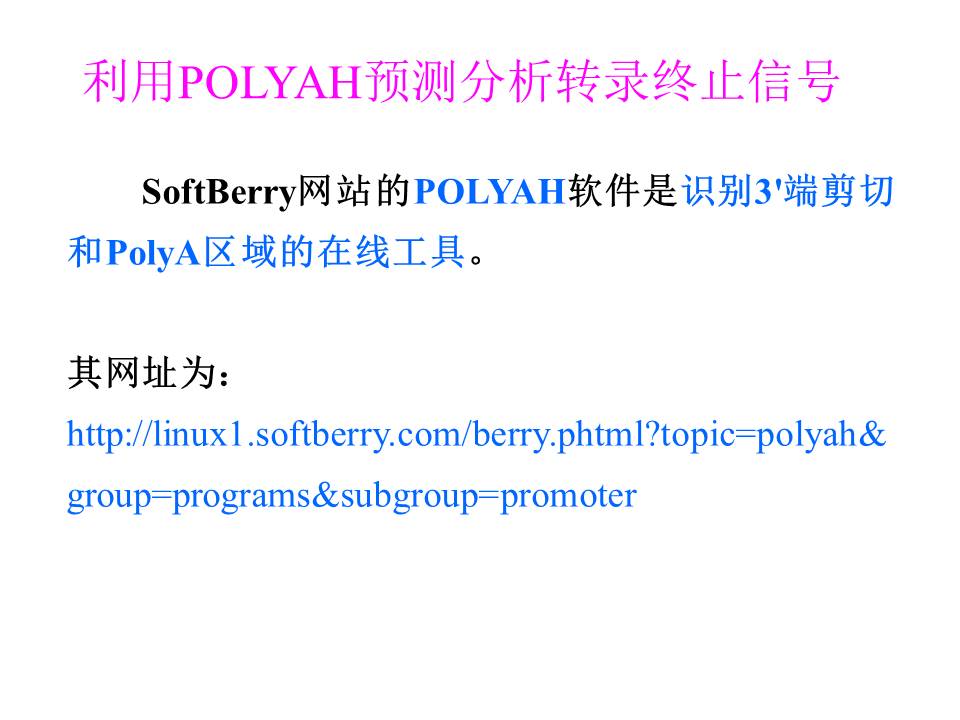 利用POLYAH预测分析转录终止信号
SoftBerry网站的POLYAH软件是识别3'端剪切
和PolyA区域的在线工具。
其网址为：
http://linux1.softberry.com/berry.phtml?topic=polyah&
group=programs&subgroup=promoter